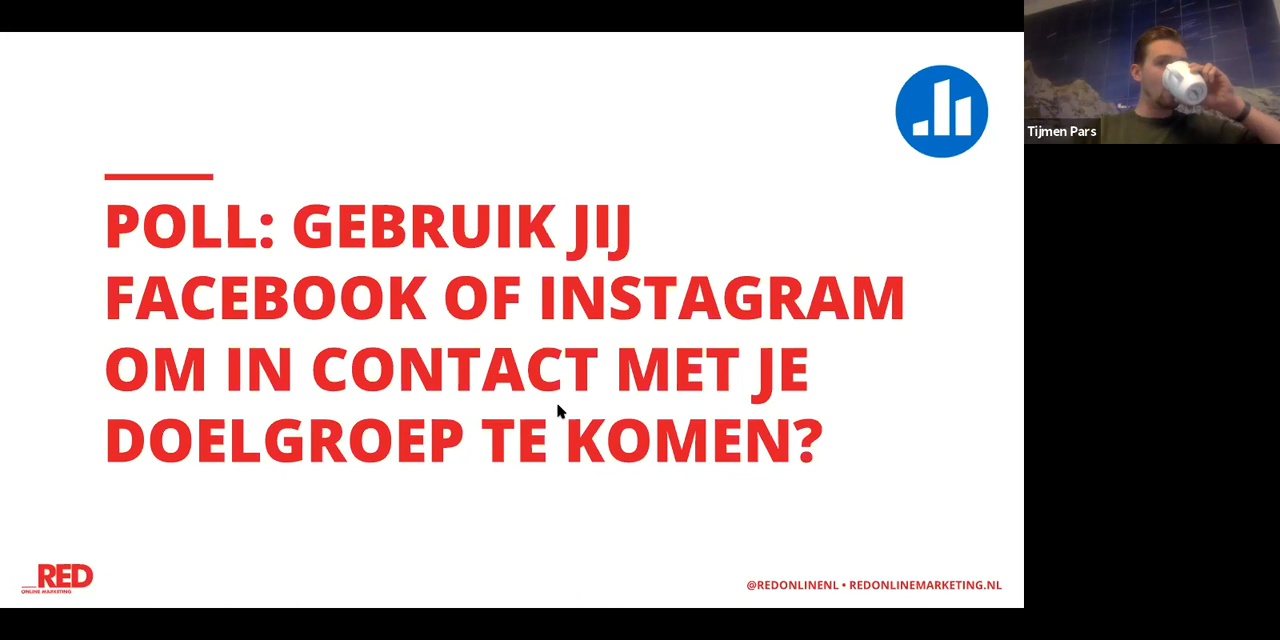 POLL: GEBRUIK JIJ
FACEBOOK OF INSTAGRAM
OM IN CONTACT MET JE
DOELGROEP TE KOMEN?
Tijmen Pars
_RED
ONLINE MARKETING
@REDONLINENL • REDONLINEMARKETING.NL